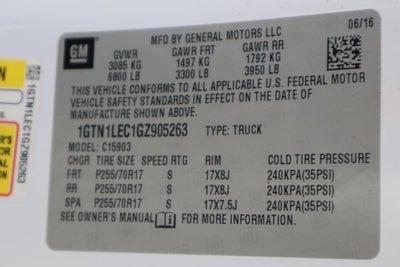 GM
MFD BY GENERAL MOTORS LLC
06/16
GVWR GAWR FRT GAWR RR
3085 KG 1497 KG 1792 KG
6800 LB 3300 LB 3950 LB
THIS VEHICLE CONFORMS TO ALL APPLICABLE U.S. FEDERAL MOTOR
VEHICLE SAFETY STANDARDS IN EFFECT ON THE DATE OF
MANUFACTURE SHOWN ABOVE.
1GTN1LEC1GZ905263 TYPE: TRUCK
MODEL: C15903
CHGR TIRE SIZE SPEED RTG RIM COLD TIRE PRESSURE
FRT P255/70R17 S 17X8J 240KPA(35PSI)
RR P255/70R17 S 17X8J 240KPA(35PSI)
SPA P255/70R17 S 17X7.5J 240KPA(35PSI)
SEE OWNER'S MANUAL FOR MORE INFORMATION.
1GTN1LEC1GZ905263